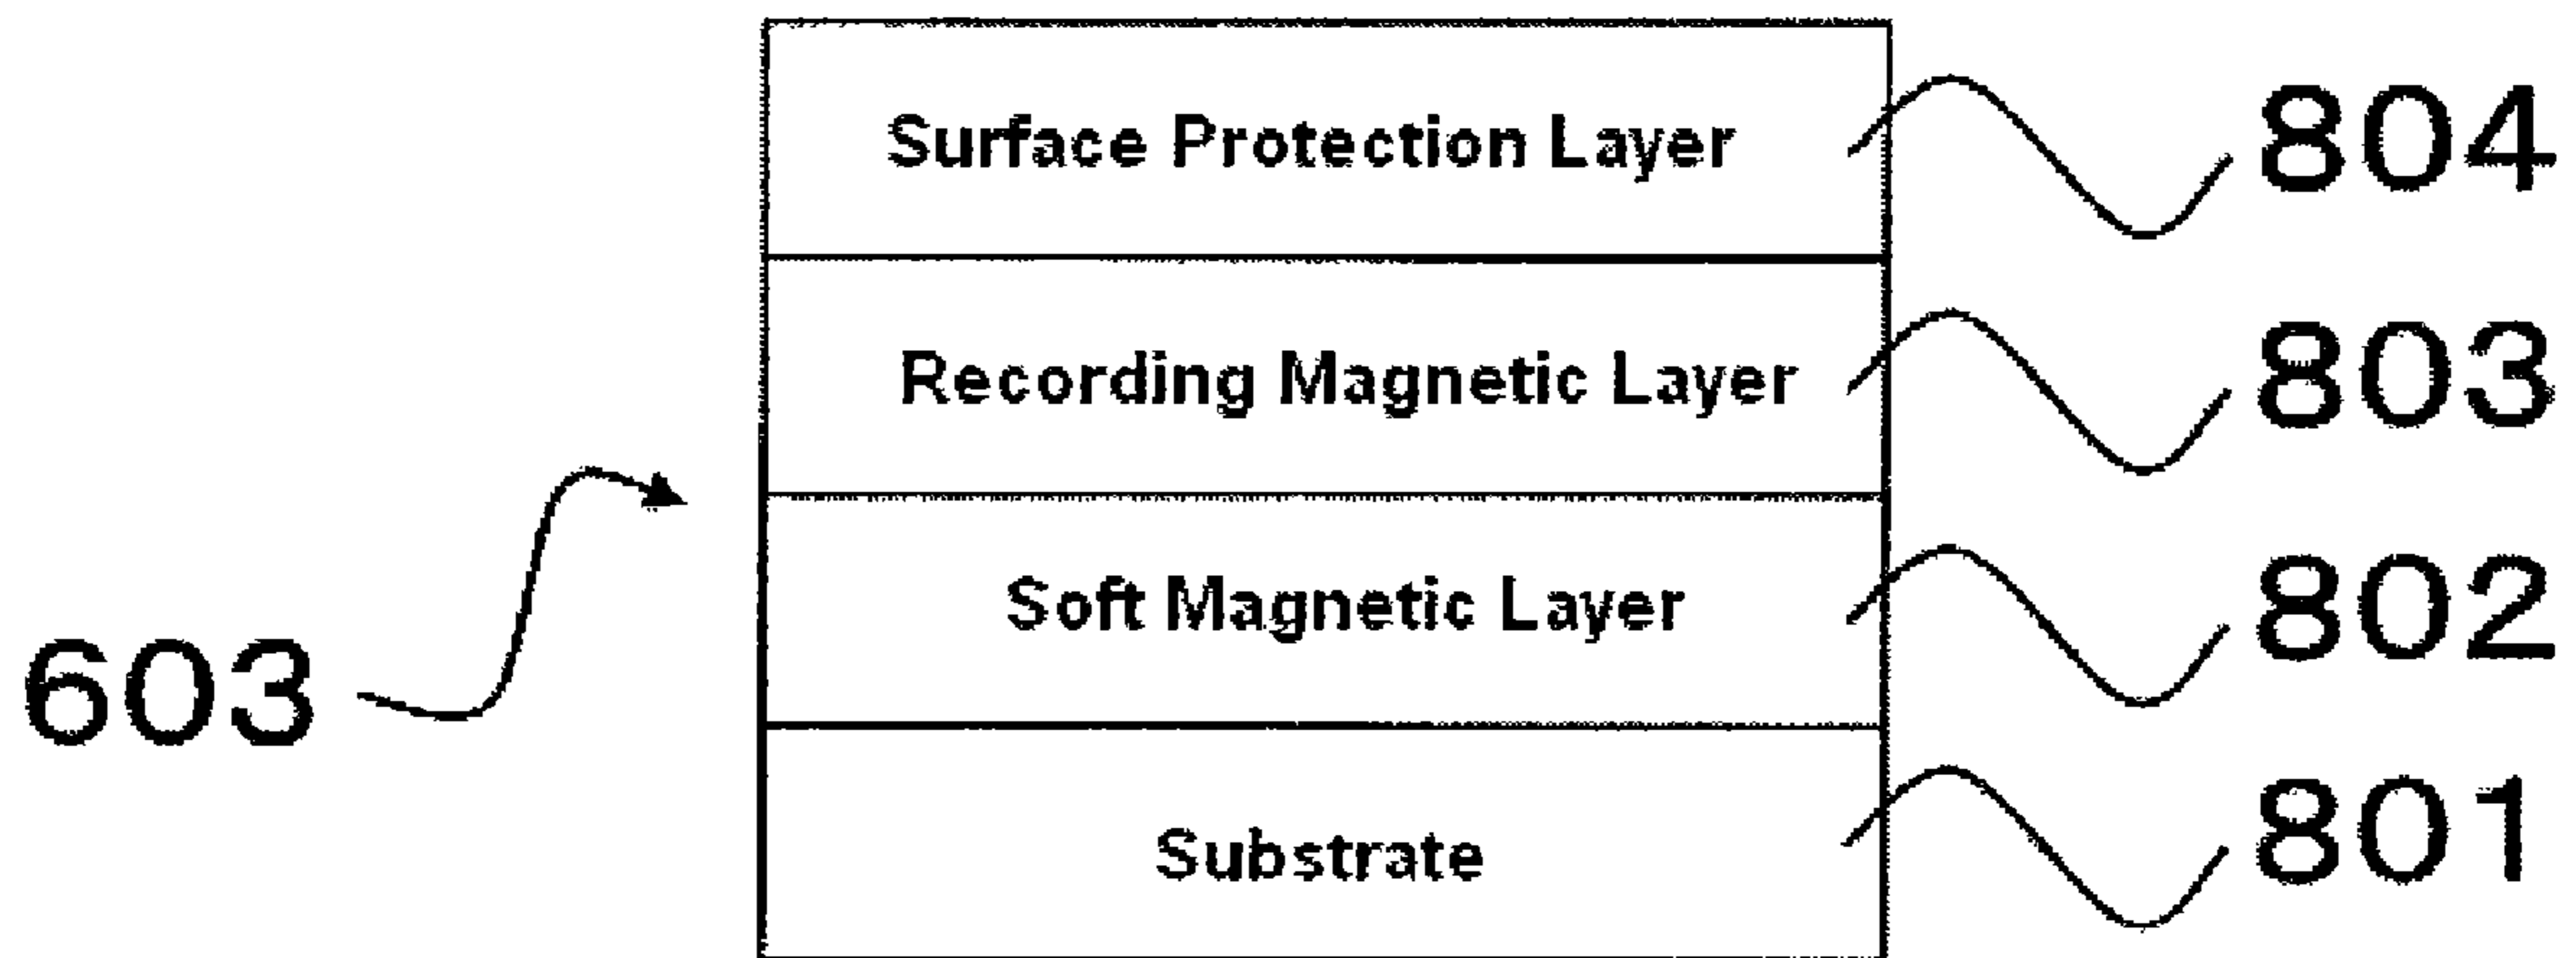 Surface Protection Layer 804
Recording Magnetic Layer 803
Soft Magnetic Layer 802
603
Substrate 801